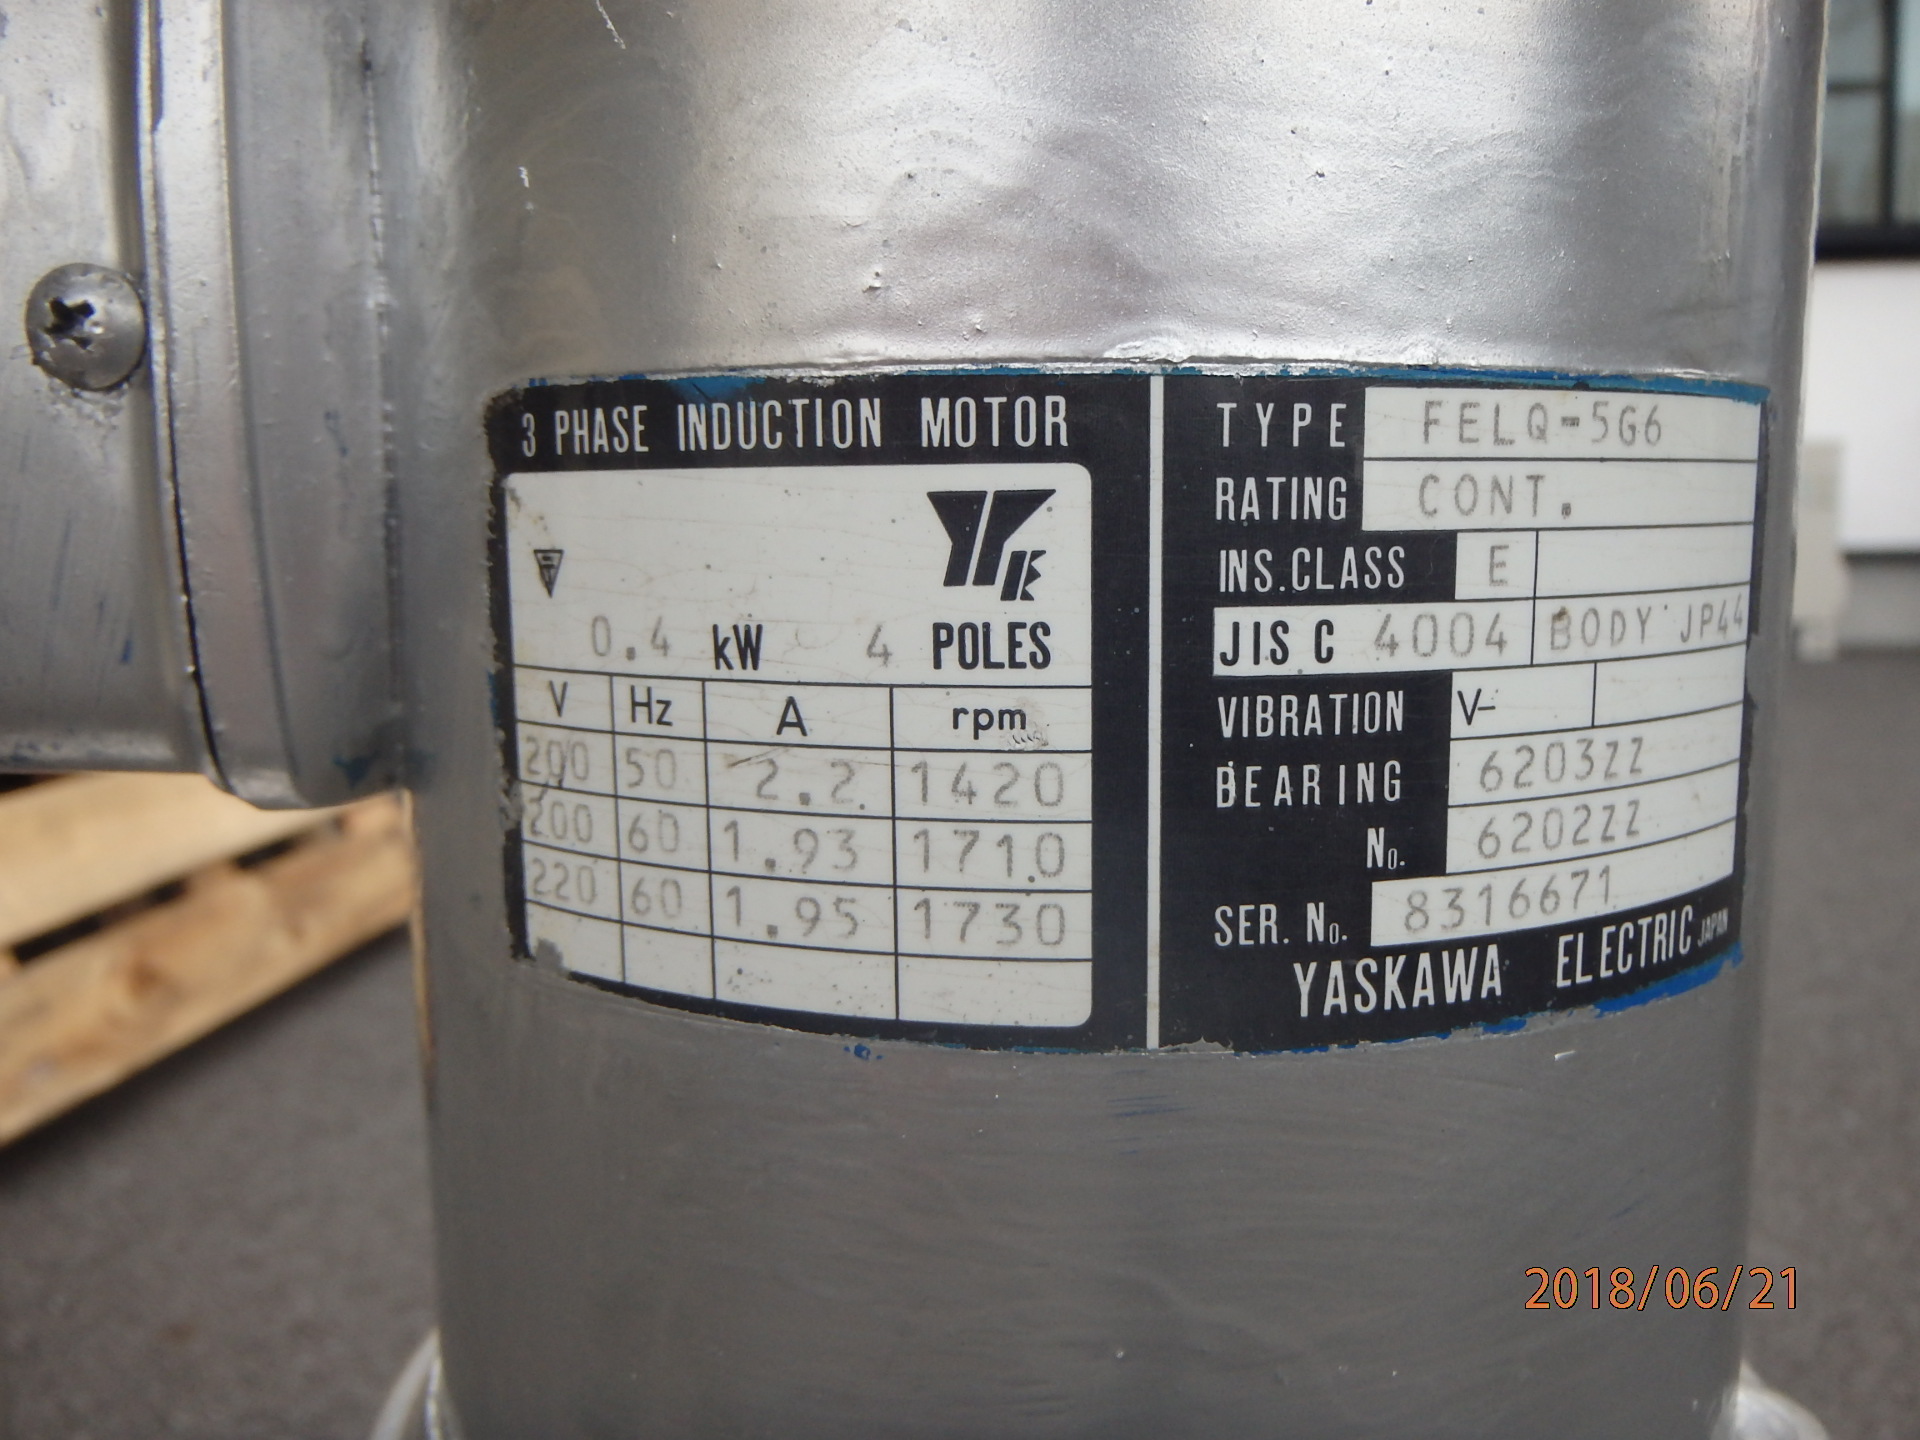 3 PHASE INDUCTION MOTOR
0.4 kW 4 POLES
V Hz A rpm
200 50 2.2 1420
200 60 1.93 1710
220 60 1.95 1730
TYPE FELQ-5G6
RATING CONT.
INS.CLASS E
JIS C 4004 BODY JP44
VIBRATION V-
BEARING 6203ZZ
No. 6202ZZ
SER. No. 8316671
YASKAWA ELECTRIC JAPAN
2018/06/21